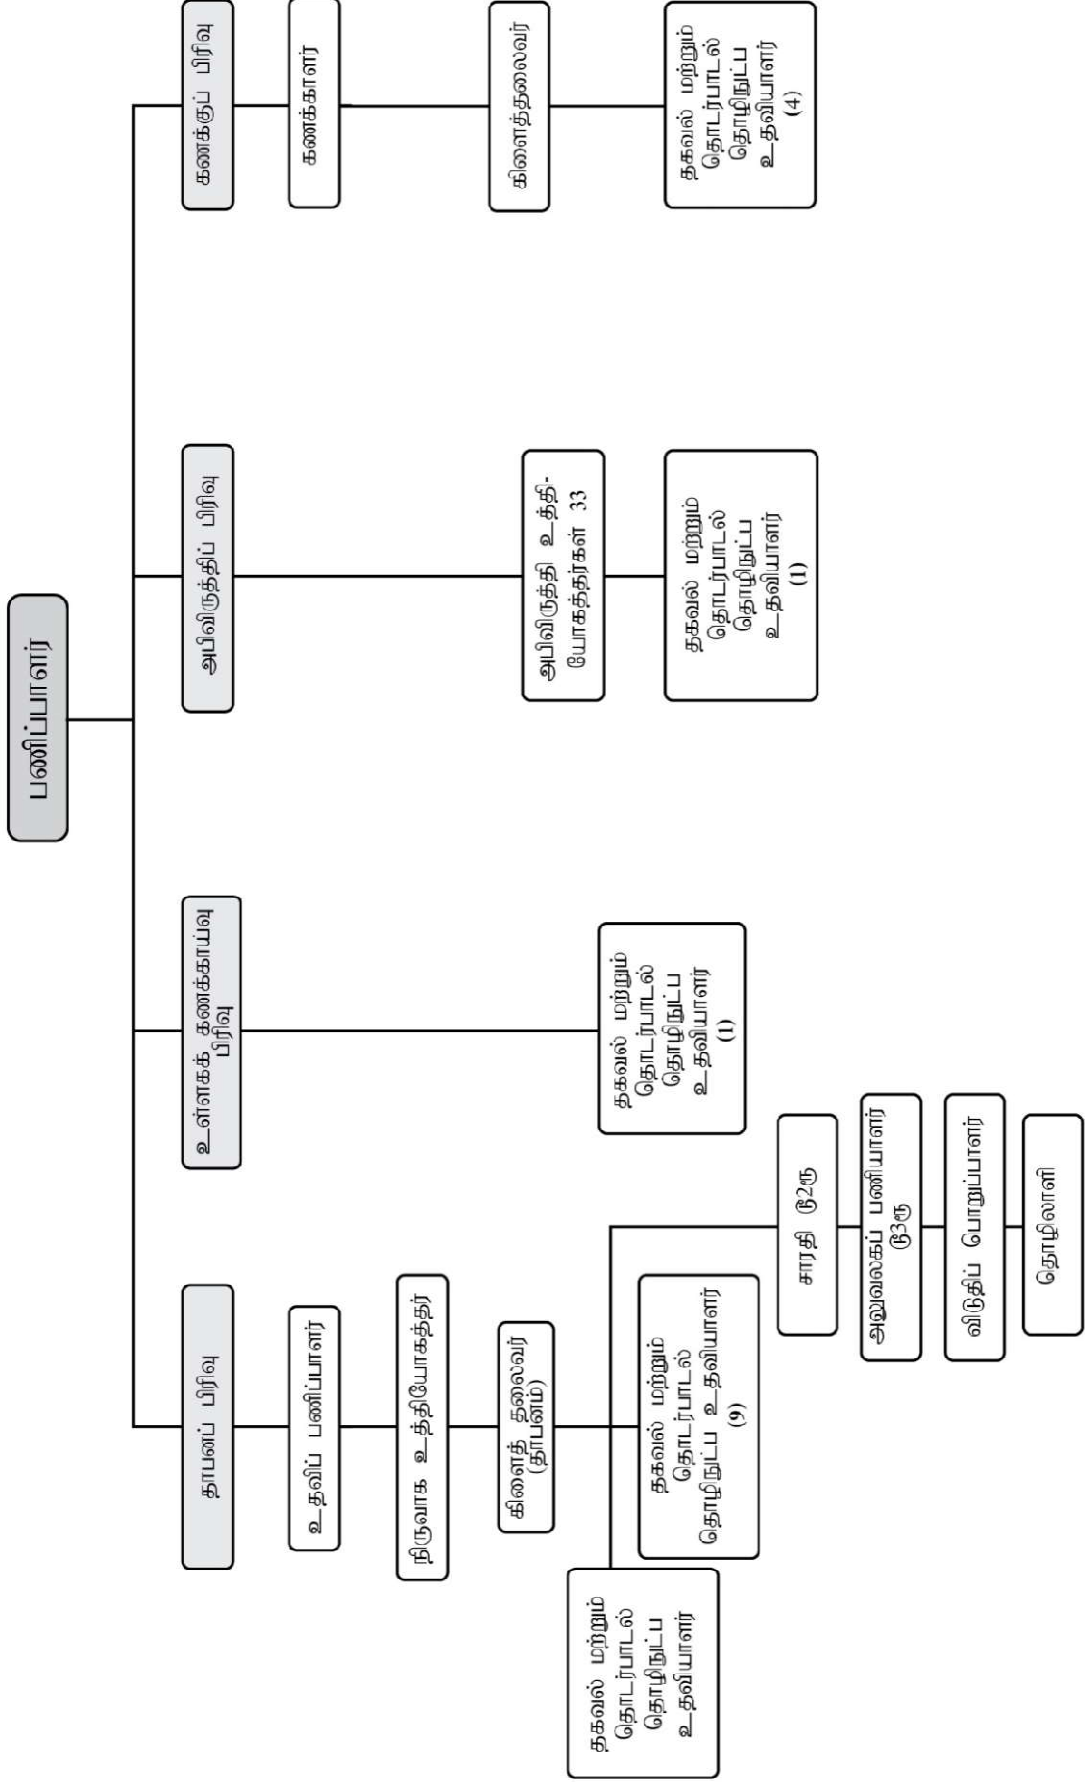 பணிப்பாளர்
தாபனப் பிரிவு
உதவிப் பணிப்பாளர்
நிருவாக உத்தியோகத்தர்
கிளைத் தலைவர்
(தாபனம்)
தகவல் மற்றும்
தொடர்பாடல்
தொழிநுட்ப
உதவியாளர்
தகவல் மற்றும்
தொடர்பாடல்
தொழிநுட்ப உதவியாளர்
(9)
சாரதி டூ2ரூ
அலுவலகப் பணியாளர்
டூ3ரூ
விடுதிப் பொறுப்பாளர்
தொழிலாளி
உள்ளகக் கணக்காய்வு
பிரிவு
தகவல் மற்றும்
தொடர்பாடல்
தொழிநுட்ப
உதவியாளர்
(1)
அபிவிருத்திப் பிரிவு
அபிவிருத்தி உத்தி-
யோகத்தர்கள் 33
தகவல் மற்றும்
தொடர்பாடல்
தொழிநுட்ப
உதவியாளர்
(1)
கணக்குப் பிரிவு
கணக்காளர்
கிளைத்தலைவர்
தகவல் மற்றும்
தொடர்பாடல்
தொழிநுட்ப
உதவியாளர்
(4)